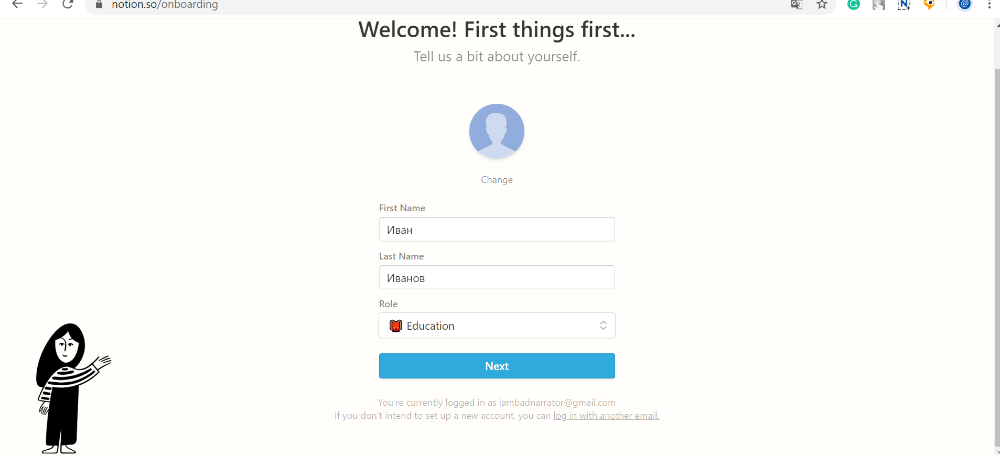 notion.so/onboarding
Welcome! First things first...
Tell us a bit about yourself.
Change
First Name
Иван
Last Name
Иванов
Role
Education
Next
You're currently logged in as iambadnarrator@gmail.com
If you don't intend to set up a new account, you can log in with another email.